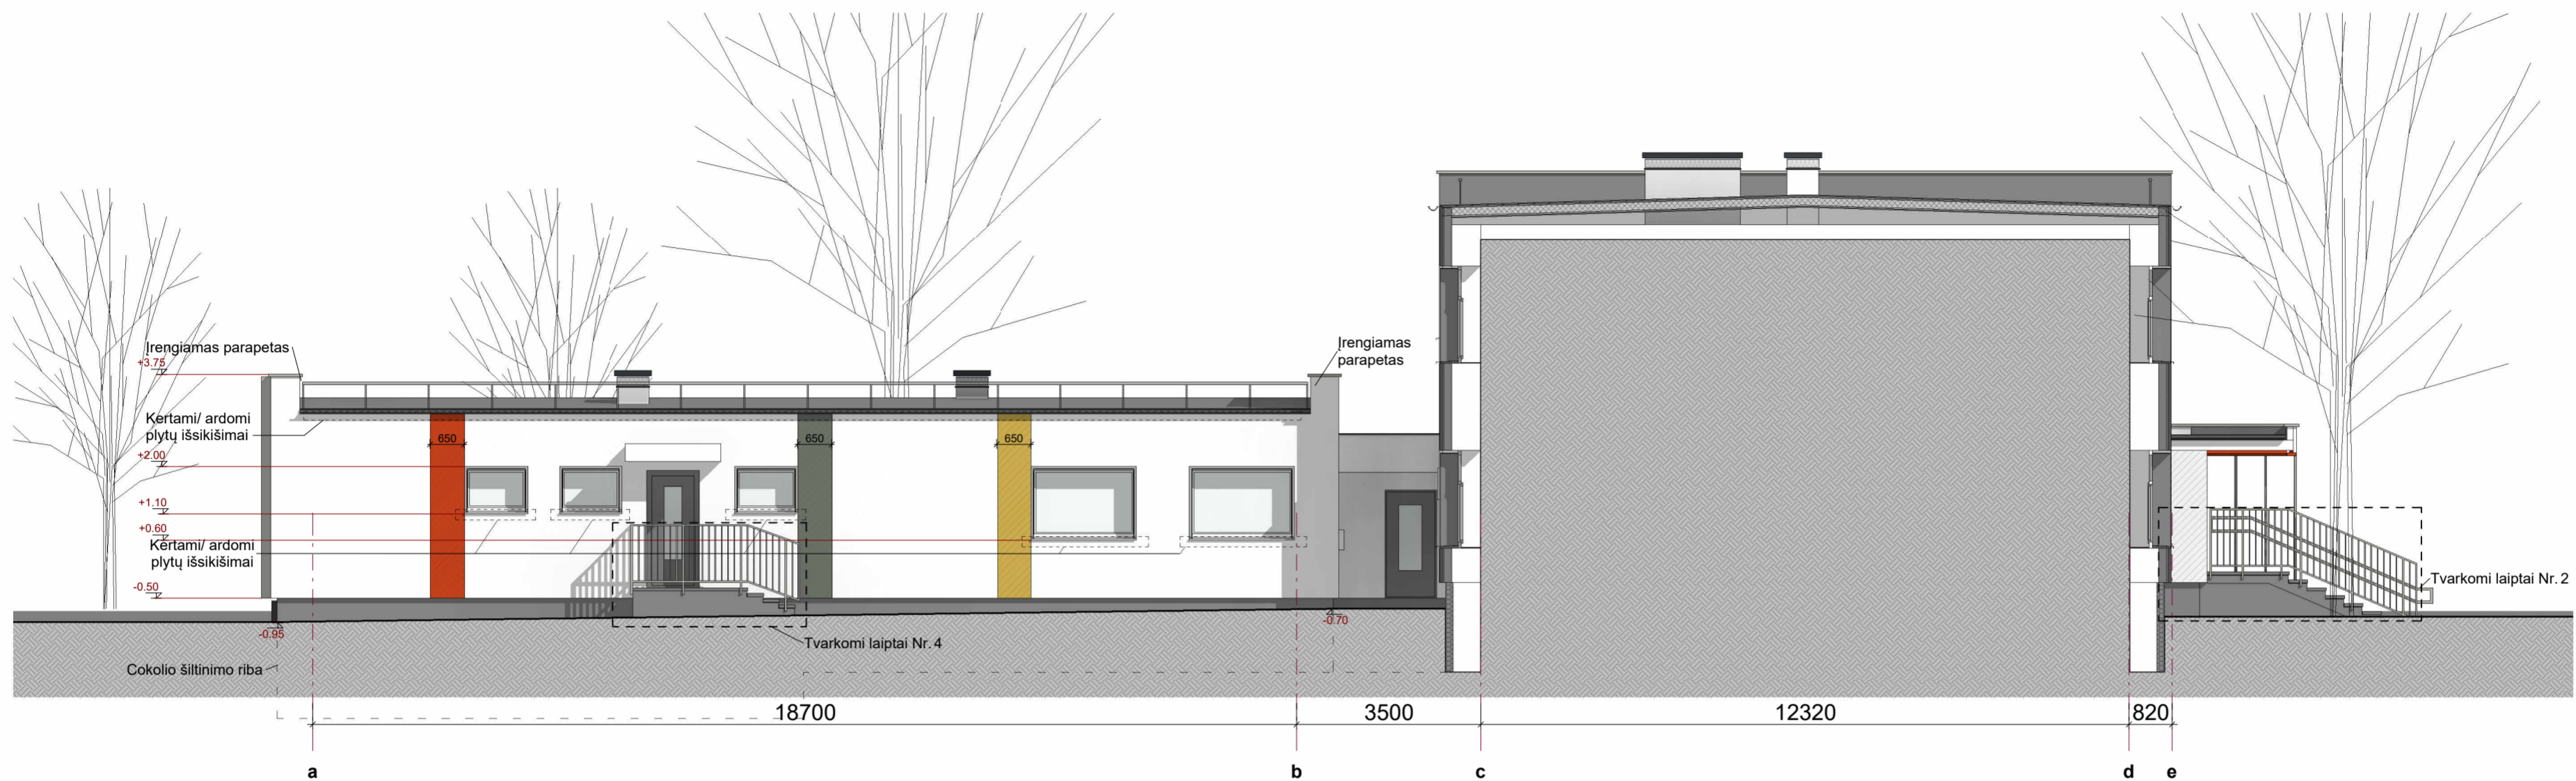 Įrengiamas parapetas
+3.75
Įrengiamas
parapetas
Kertami/ ardomi
plytų išsikišimai
650
650
650
+2.00
+1.10
+0.60
Kertami/ ardomi
plytų išsikišimai
-0.50
Tvarkomi laiptai Nr. 2
-0.95
-0.70
Tvarkomi laiptai Nr. 4
Cokolio šiltinimo riba
18700
3500
12320
820
a
b
c
d
e